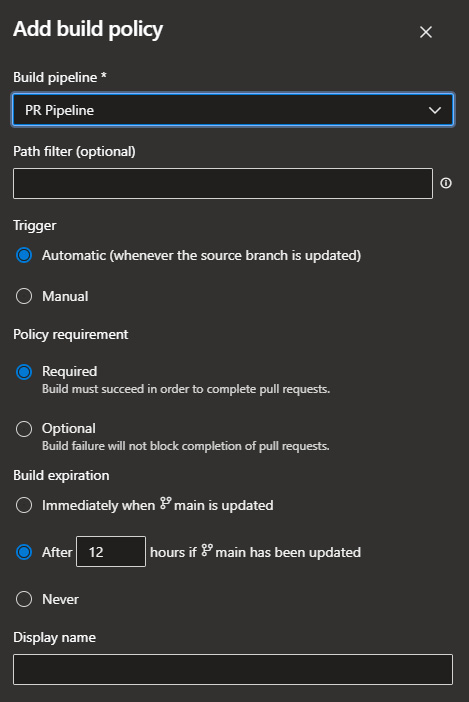 Add build policy
Build pipeline *
PR Pipeline
Path filter (optional)
Trigger
Automatic (whenever the source branch is updated)
Manual
Policy requirement
Required
Build must succeed in order to complete pull requests.
Optional
Build failure will not block completion of pull requests.
Build expiration
Immediately when main is updated
After 12 hours if main has been updated
Never
Display name